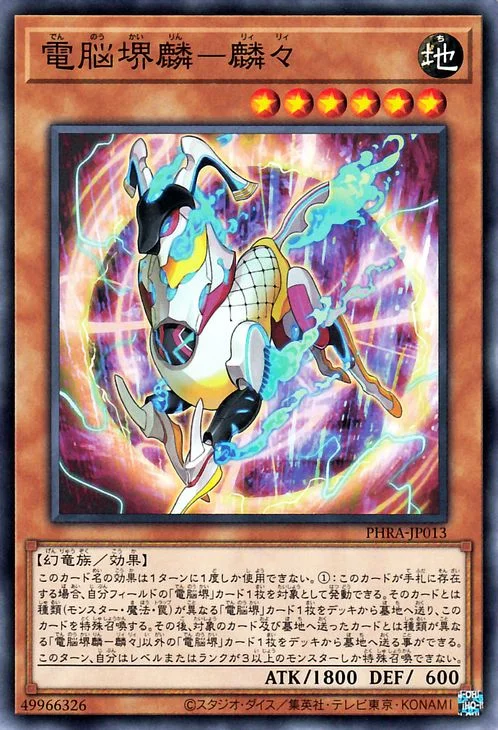 電脳堺麟－麟々
地
PHRA-JP013
【幻竜族／効果】
このカード名の効果は1ターンに1度しか使用できない。①：このカードが手札に存在
する場合、自分フィールドの「電脳堺」カード1枚を対象として発動できる。そのカードとは
種類（モンスター・魔法・罠）が異なる「電脳堺」カード1枚をデッキから墓地へ送り、この
カードを特殊召喚する。その後、対象のカード及び墓地へ送ったカードとは種類が異な
る「電脳堺麟－麟々」以外の「電脳堺」カード1枚をデッキから墓地へ送る事ができる。
このターン、自分はレベルまたはランクが3以上のモンスターしか特殊召喚できない。
ATK/1800 DEF/ 600
49966326
©スタジオ・ダイス／集英社・テレビ東京・KONAMI